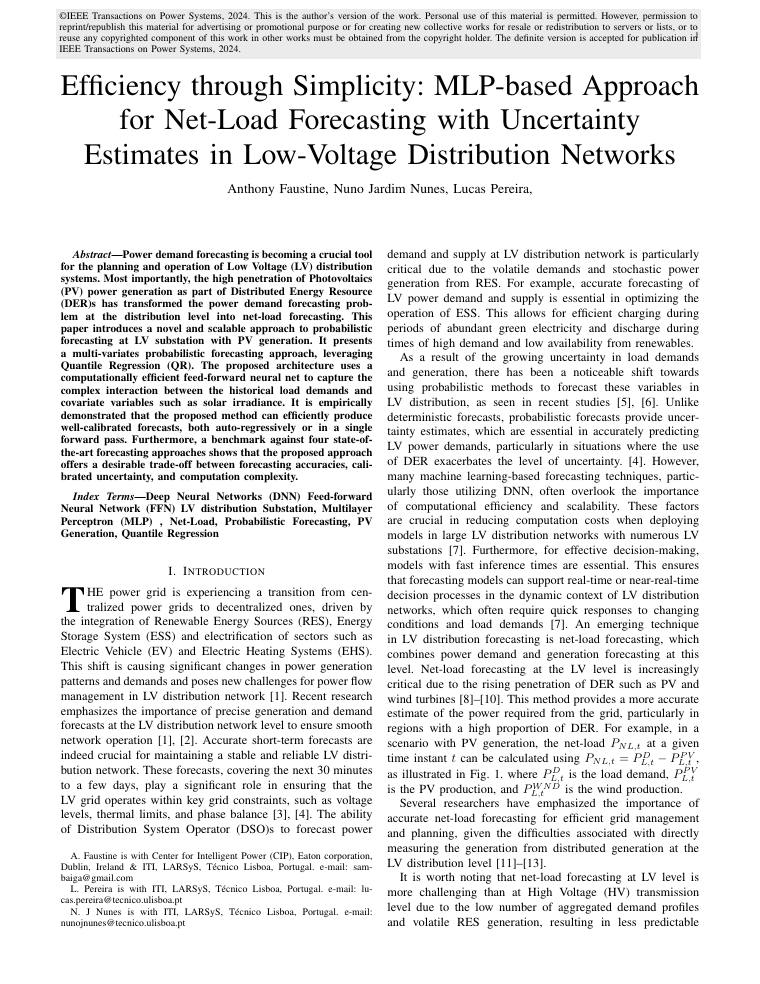 ©IEEE Transactions on Power Systems, 2024. This is the author's version of the work. Personal use of this material is permitted. However, permission to
reprint/republish this material for advertising or promotional purpose or for creating new collective works for resale or redistribution to servers or lists, or to
reuse any copyrighted component of this work in other works must be obtained from the copyright holder. The definite version is accepted for publication in
IEEE Transactions on Power Systems, 2024.
Efficiency through Simplicity: MLP-based Approach
for Net-Load Forecasting with Uncertainty
Estimates in Low-Voltage Distribution Networks
Anthony Faustine, Nuno Jardim Nunes, Lucas Pereira,
Abstract—Power demand forecasting is becoming a crucial tool
for the planning and operation of Low Voltage (LV) distribution
systems. Most importantly, the high penetration of Photovoltaics
(PV) power generation as part of Distributed Energy Resource
(DER)s has transformed the power demand forecasting prob-
lem at the distribution level into net-load forecasting. This
paper introduces a novel and scalable approach to probabilistic
forecasting at LV substation with PV generation. It presents
a multi-variates probabilistic forecasting approach, leveraging
Quantile Regression (QR). The proposed architecture uses a
computationally efficient feed-forward neural net to capture the
complex interaction between the historical load demands and
covariate variables such as solar irradiance. It is empirically
demonstrated that the proposed method can efficiently produce
well-calibrated forecasts, both auto-regressively or in a single
forward pass. Furthermore, a benchmark against four state-of-
the-art forecasting approaches shows that the proposed approach
offers a desirable trade-off between forecasting accuracies, cali-
brated uncertainty, and computation complexity.
Index Terms—Deep Neural Networks (DNN) Feed-forward
Neural Network (FFN) LV distribution Substation, Multilayer
Perceptron (MLP) , Net-Load, Probabilistic Forecasting, PV
Generation, Quantile Regression
I. INTRODUCTION
THE power grid is experiencing a transition from cen-
tralized power grids to decentralized ones, driven by
the integration of Renewable Energy Sources (RES), Energy
Storage System (ESS) and electrification of sectors such as
Electric Vehicle (EV) and Electric Heating Systems (EHS).
This shift is causing significant changes in power generation
patterns and demands and poses new challenges for power flow
management in LV distribution network [1]. Recent research
emphasizes the importance of precise generation and demand
forecasts at the LV distribution network level to ensure smooth
network operation [1], [2]. Accurate short-term forecasts are
indeed crucial for maintaining a stable and reliable LV distri-
bution network. These forecasts, covering the next 30 minutes
to a few days, play a significant role in ensuring that the
LV grid operates within key grid constraints, such as voltage
levels, thermal limits, and phase balance [3], [4]. The ability
of Distribution System Operator (DSO)s to forecast power
A. Faustine is with Center for Intelligent Power (CIP), Eaton corporation,
Dublin, Ireland & ITI, LARSyS, Técnico Lisboa, Portugal. e-mail: sam-
baiga@gmail.com
L. Pereira is with ITI, LARSyS, Técnico Lisboa, Portugal. e-mail: lu-
cas.pereira@tecnico.ulisboa.pt
N. J Nunes is with ITI, LARSyS, Técnico Lisboa, Portugal. e-mail:
nunojnunes@tecnico.ulisboa.pt
demand and supply at LV distribution network is particularly
critical due to the volatile demands and stochastic power
generation from RES. For example, accurate forecasting of
LV power demand and supply is essential in optimizing the
operation of ESS. This allows for efficient charging during
periods of abundant green electricity and discharge during
times of high demand and low availability from renewables.
As a result of the growing uncertainty in load demands
and generation, there has been a noticeable shift towards
using probabilistic methods to forecast these variables in
LV distribution, as seen in recent studies [5], [6]. Unlike
deterministic forecasts, probabilistic forecasts provide uncer-
tainty estimates, which are essential in accurately predicting
LV power demands, particularly in situations where the use
of DER exacerbates the level of uncertainty. [4]. However,
many machine learning-based forecasting techniques, partic-
ularly those utilizing DNN, often overlook the importance
of computational efficiency and scalability. These factors
are crucial in reducing computation costs when deploying
models in large LV distribution networks with numerous LV
substations [7]. Furthermore, for effective decision-making,
models with fast inference times are essential. This ensures
that forecasting models can support real-time or near-real-time
decision processes in the dynamic context of LV distribution
networks, which often require quick responses to changing
conditions and load demands [7]. An emerging technique
in LV distribution forecasting is net-load forecasting, which
combines power demand and generation forecasting at this
level. Net-load forecasting at the LV level is increasingly
critical due to the rising penetration of DER such as PV and
wind turbines [8]–[10]. This method provides a more accurate
estimate of the power required from the grid, particularly in
regions with a high proportion of DER. For example, in a
scenario with PV generation, the net-load P_{NL,t} at a given
time instant t can be calculated using P_{NL,t} = P_{L,t}^{D} − P_{L,t}^{PV},
as illustrated in Fig. 1, where P_{L,t}^{D} is the load demand, P_{L,t}^{PV}
is the PV production, and P_{L,t}^{WND} is the wind production.
Several researchers have emphasized the importance of
accurate net-load forecasting for efficient grid management
and planning, given the difficulties associated with directly
measuring the generation from distributed generation at the
LV distribution level [11]–[13].
It is worth noting that net-load forecasting at LV level is
more challenging than at High Voltage (HV) transmission
level due to the low number of aggregated demand profiles
and volatile RES generation, resulting in less predictable